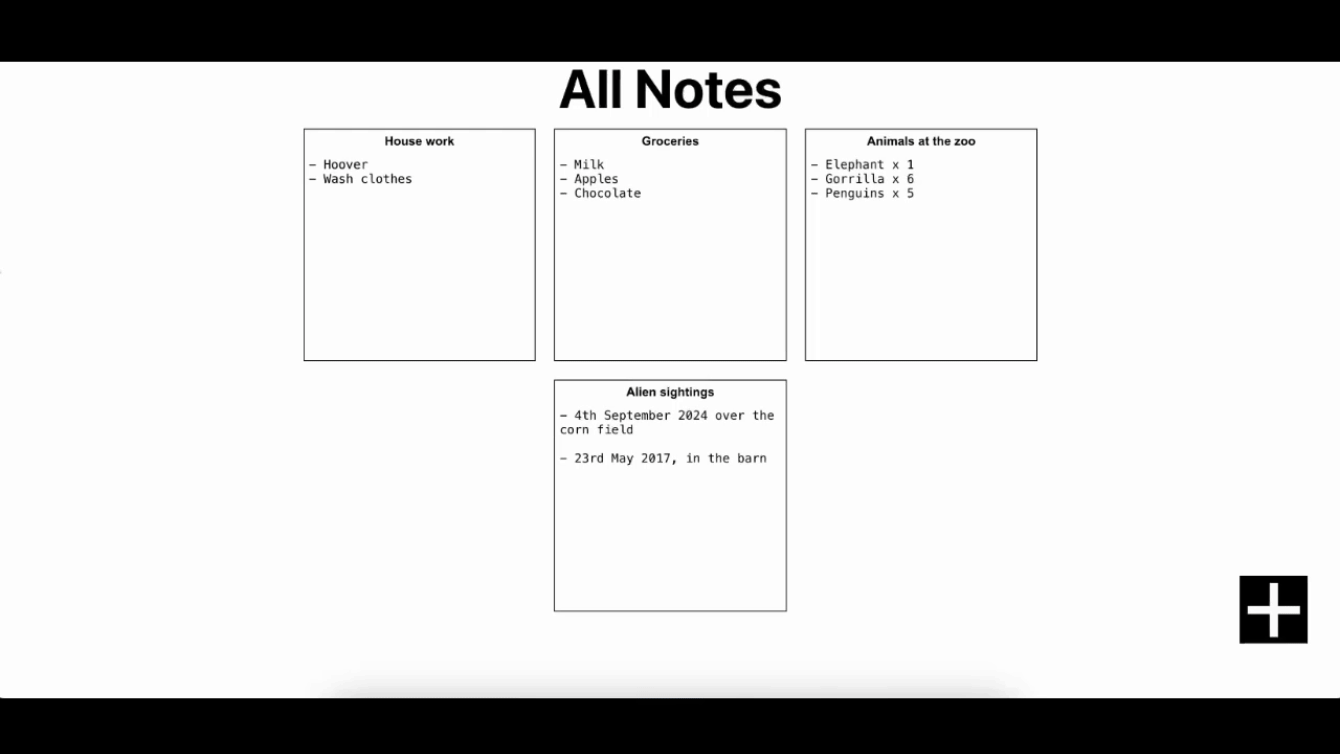 All Notes
House work
- Hoover
- Wash clothes
Groceries
- Milk
- Apples
- Chocolate
Animals at the zoo
- Elephant x 1
- Gorrilla x 6
- Penguins x 5
Alien sightings
- 4th September 2024 over the
corn field
- 23rd May 2017, in the barn